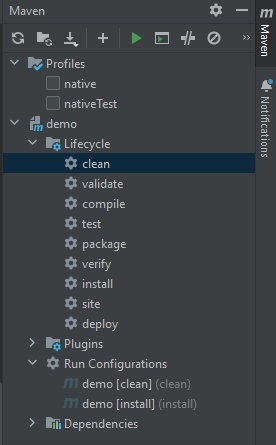 Maven
Profiles
native
nativeTest
demo
Lifecycle
clean
validate
compile
test
package
verify
install
site
deploy
Plugins
Run Configurations
demo [clean] (clean)
demo [install] (install)
Dependencies
m Maven
Notifications